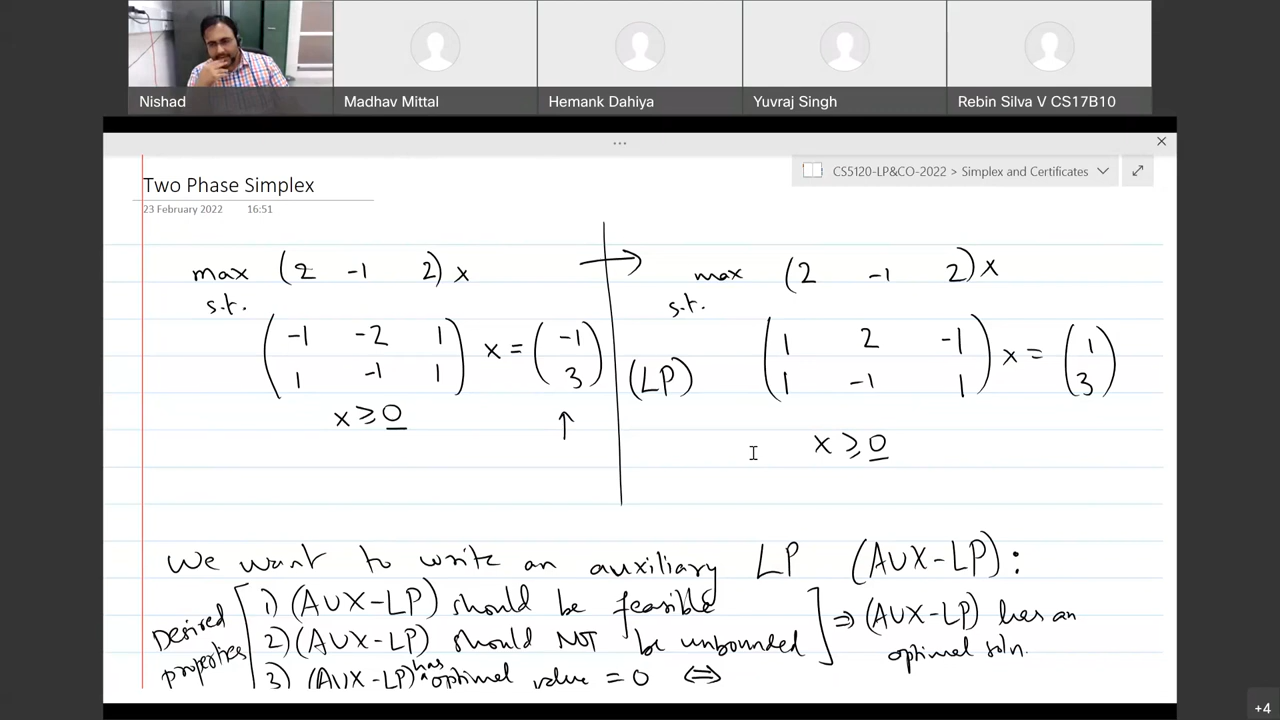 Nishad
Madhav Mittal
Hemank Dahiya
Yuvraj Singh
Rebin Silva V CS17B10
Two Phase Simplex
23 February 2022 16:51
CS5120-LP&CO-2022 > Simplex and Certificates
max (2 -1 2) x
s.t.
(-1 -2 1
1 -1 1) x = (-1
3)
x ≥ 0
↑
→
(LP)
max (2 -1 2) x
s.t.
(1 2 -1
1 -1 1) x = (1
3)
x ≥ 0
We want to write an auxiliary LP (AUX-LP):
Desired properties
1) (AUX-LP) should be feasible
2) (AUX-LP) should NOT be unbounded
3) (AUX-LP) has optimal value = 0 ⇔
⇒ (AUX-LP) has an
optimal soln.
+4